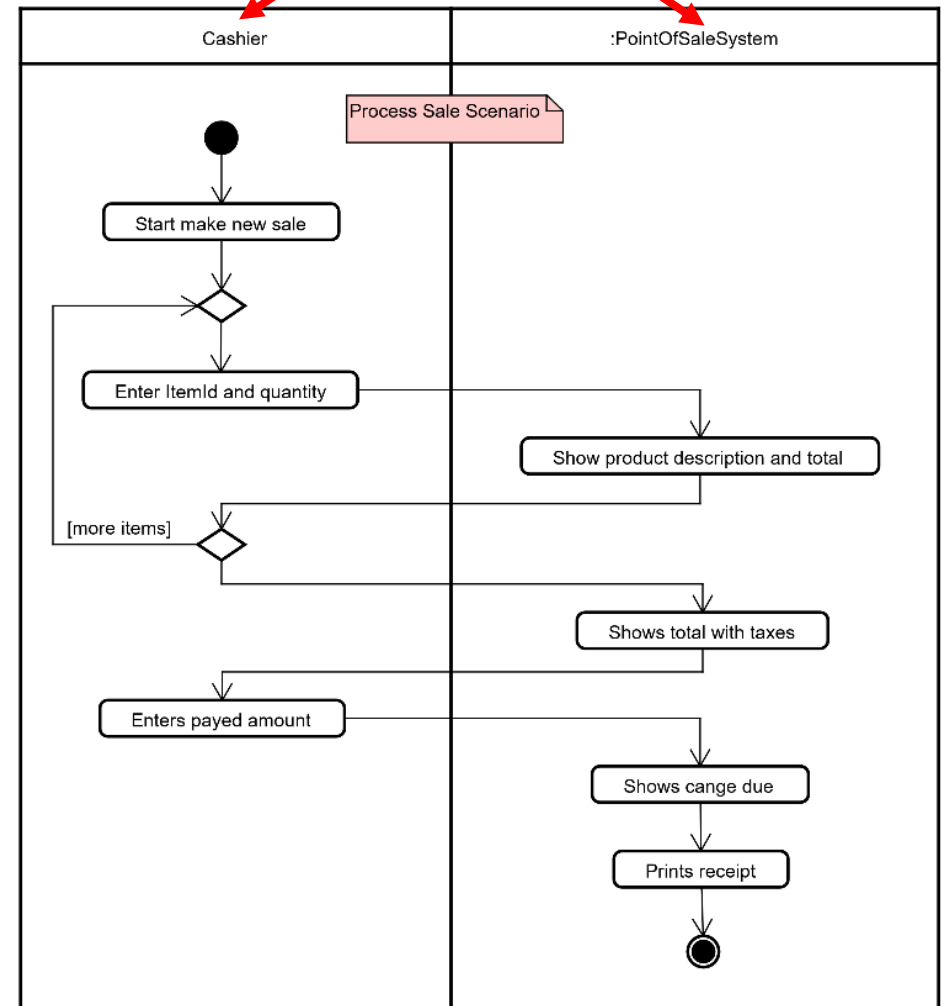 Cashier
:PointOfSaleSystem
Process Sale Scenario
Start make new sale
Enter ItemId and quantity
Show product description and total
[more items]
Shows total with taxes
Enters payed amount
Shows cange due
Prints receipt